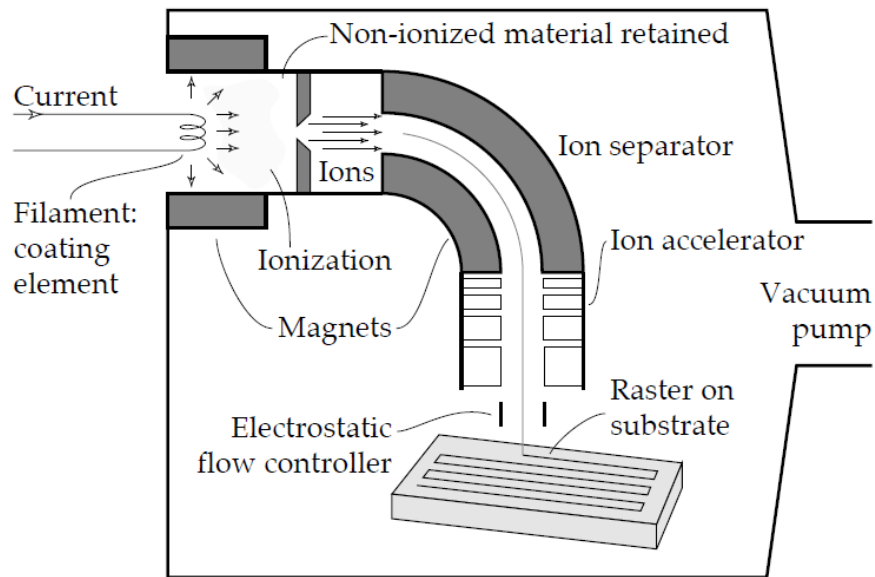 Non-ionized material retained
Current
Ion separator
Ions
Filament:
coating
element
Ionization
Ion accelerator
Magnets
Vacuum
pump
Raster on
substrate
Electrostatic
flow controller